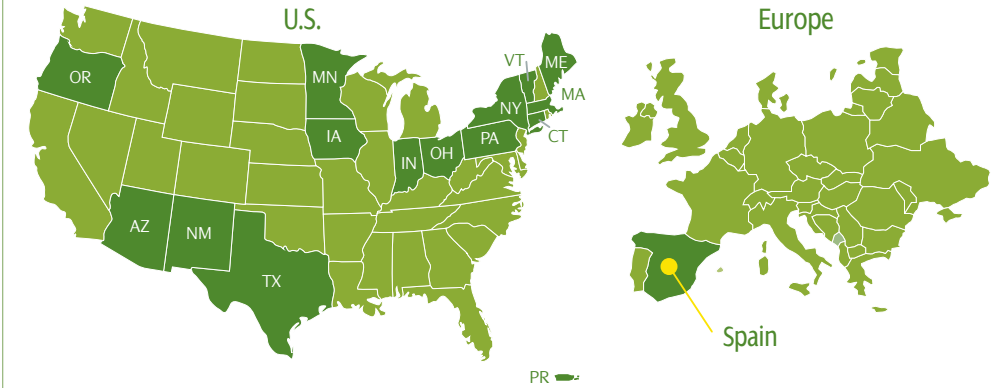 U.S.
Europe
OR
MN
VT
ME
NY
MA
IA
PA
CT
IN
OH
AZ
NM
TX
Spain
PR